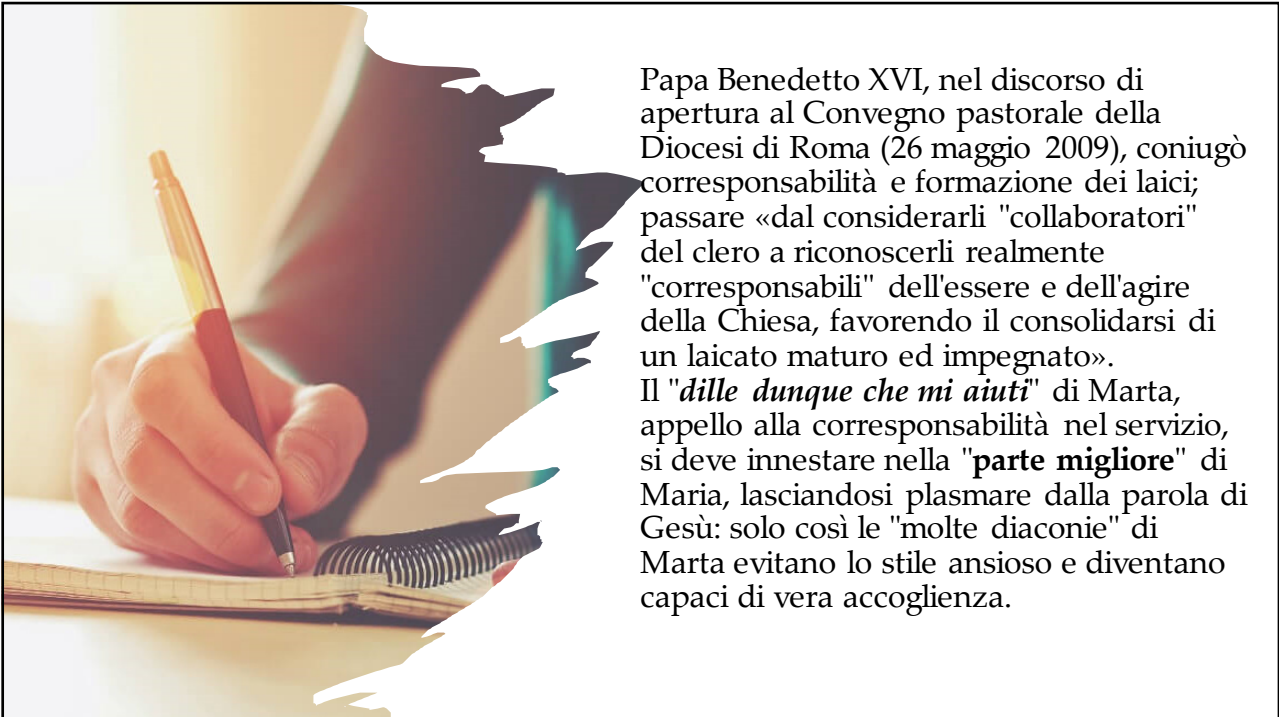 Papa Benedetto XVI, nel discorso di
apertura al Convegno pastorale della
Diocesi di Roma (26 maggio 2009), coniugò
corresponsabilità e formazione dei laici;
passare «dal considerarli "collaboratori"
del clero a riconoscerli realmente
"corresponsabili" dell'essere e dell'agire
della Chiesa, favorendo il consolidarsi di
un laicato maturo ed impegnato».
Il "dille dunque che mi aiuti" di Marta,
appello alla corresponsabilità nel servizio,
si deve innestare nella "parte migliore" di
Maria, lasciandosi plasmare dalla parola di
Gesù: solo così le "molte diaconie" di
Marta evitano lo stile ansioso e diventano
capaci di vera accoglienza.